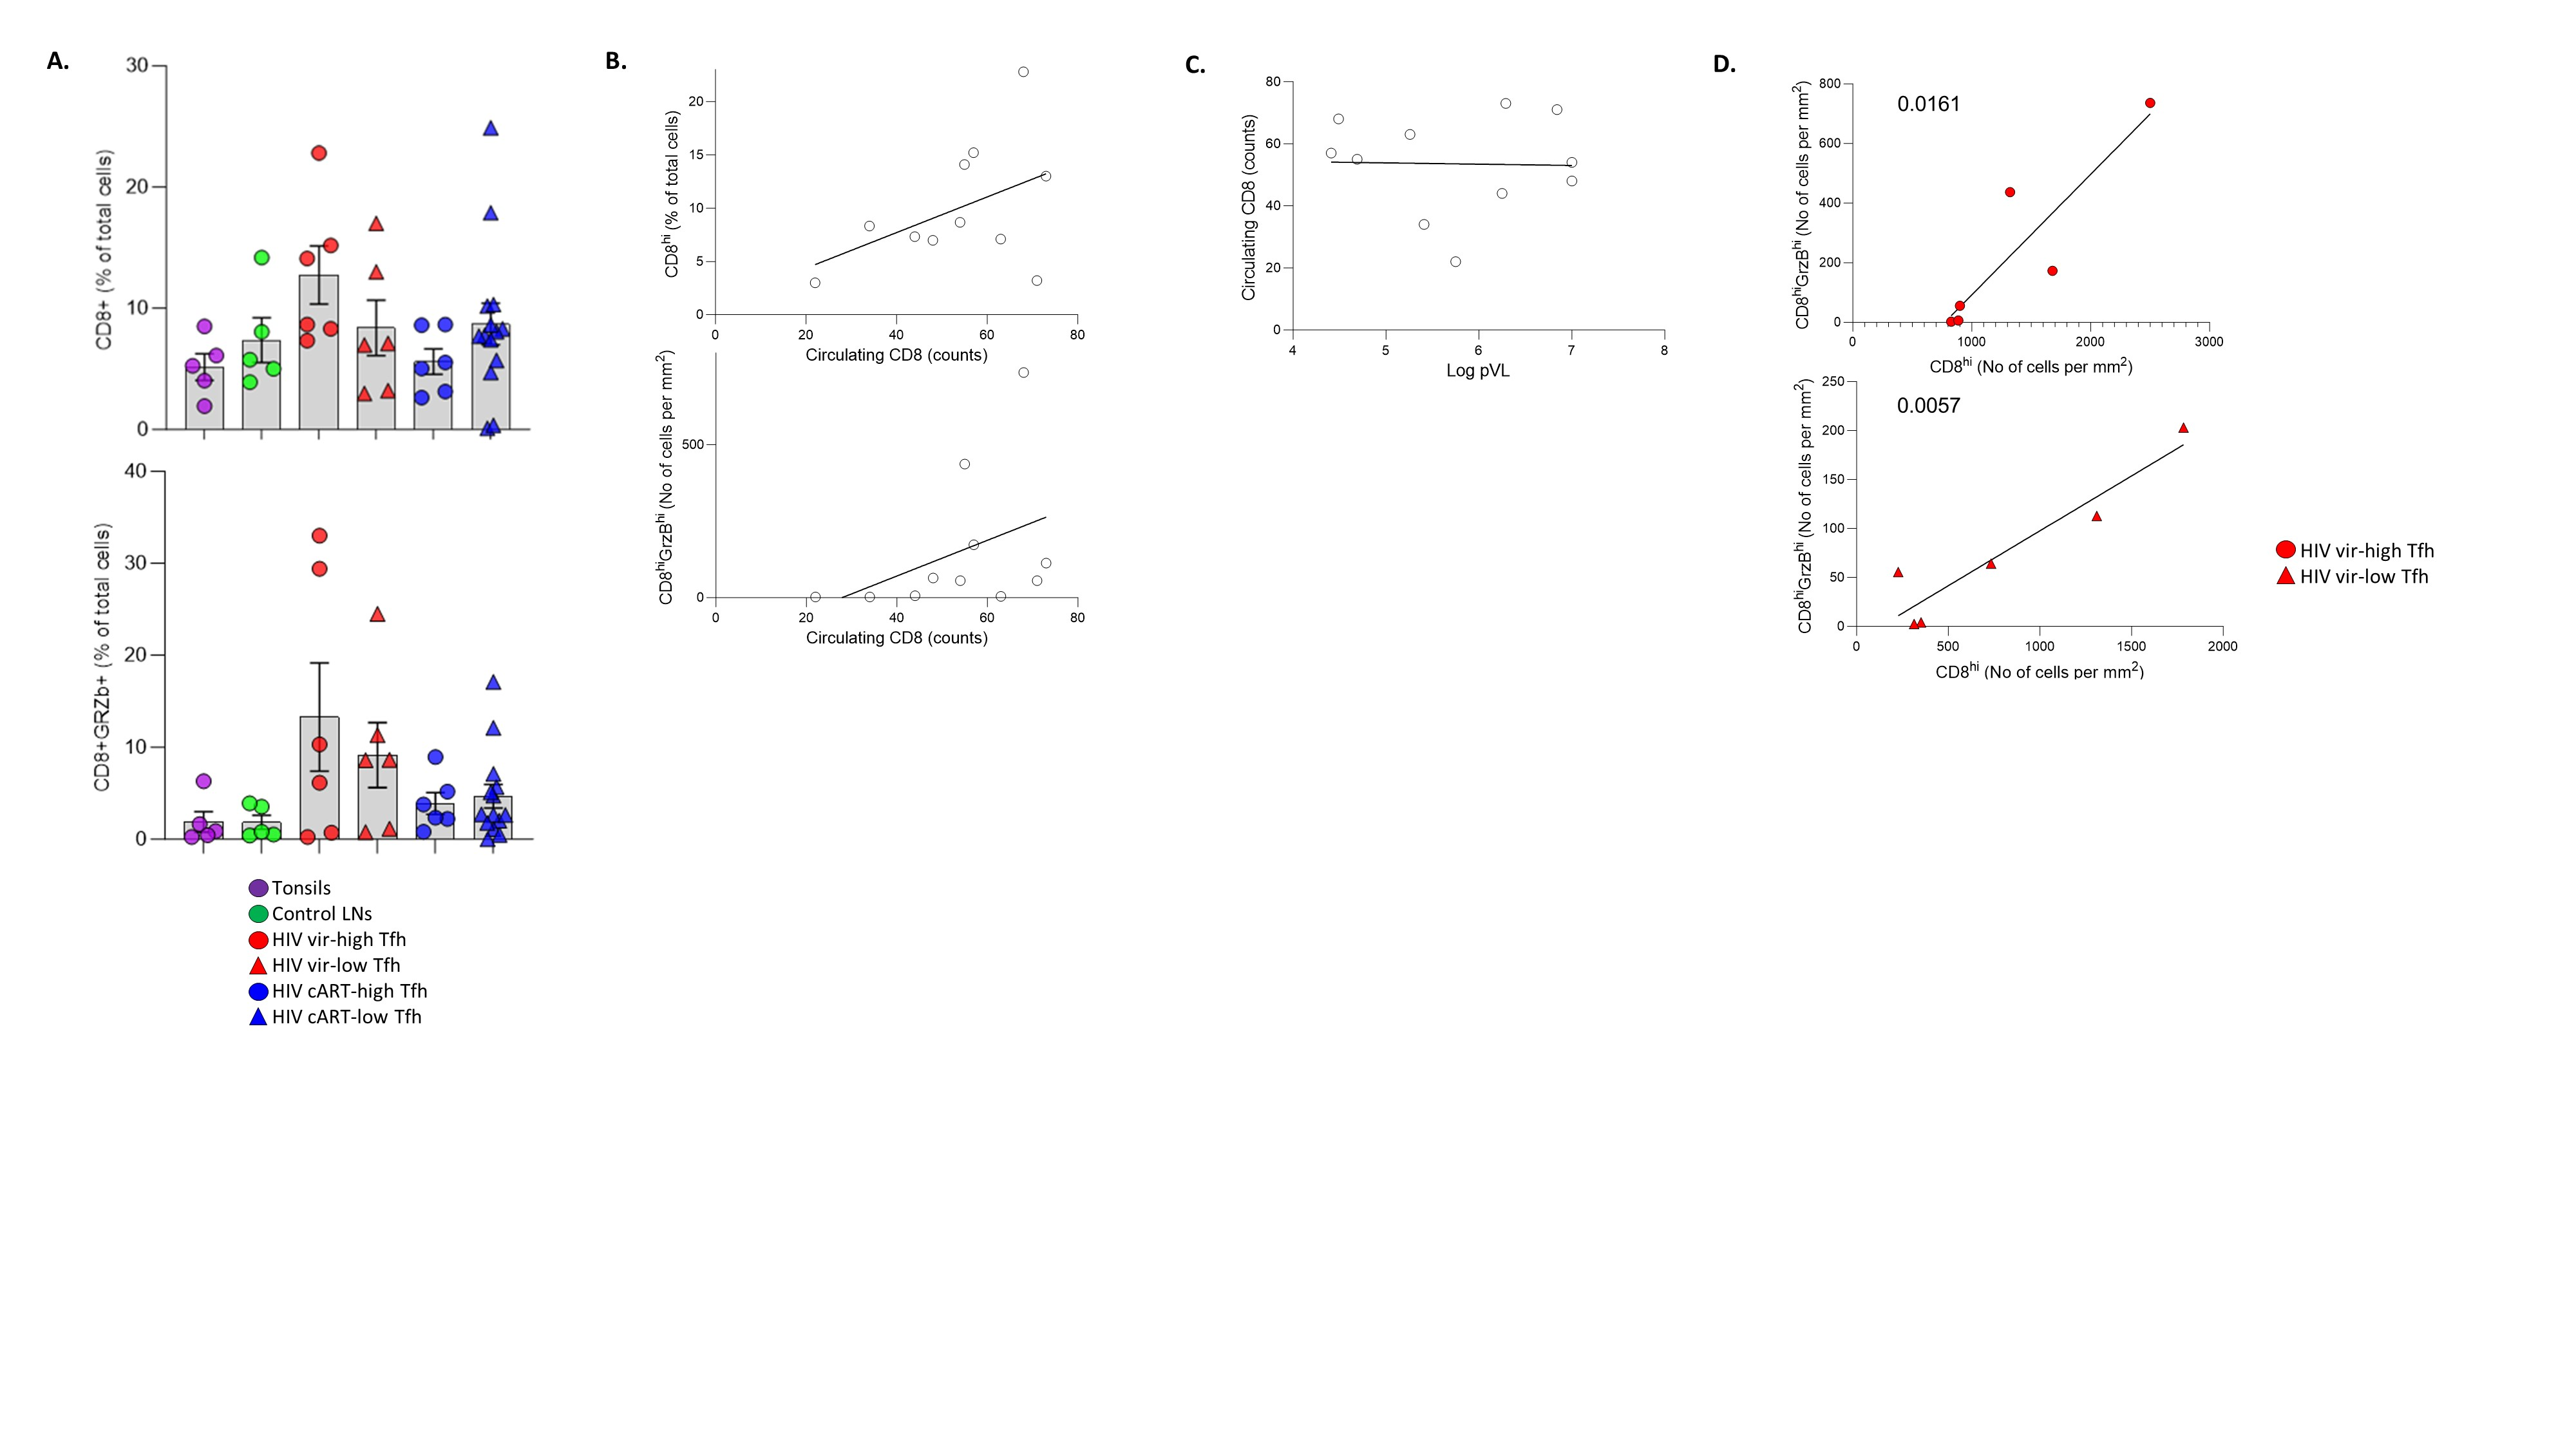 A.
CD8+ (% of total cells)
30
20
10
0
CD8+GRZb+ (% of total cells)
40
30
20
10
0
Tonsils
Control LNs
HIV vir-high Tfh
HIV vir-low Tfh
HIV cART-high Tfh
HIV cART-low Tfh
B.
CD8hi (% of total cells)
20
15
10
5
0
0 20 40 60 80
Circulating CD8 (counts)
CD8hiGrzBhi (No of cells per mm2)
500
0
0 20 40 60 80
Circulating CD8 (counts)
C.
Circulating CD8 (counts)
80
60
40
20
0
4 5 6 7 8
Log pVL
D.
CD8hiGrzBhi (No of cells per mm2)
800
600
400
200
0
0.0161
0 1000 2000 3000
CD8hi (No of cells per mm2)
CD8hiGrzBhi (No of cells per mm2)
250
200
150
100
50
0
0.0057
0 500 1000 1500 2000
CD8hi (No of cells per mm2)
HIV vir-high Tfh
HIV vir-low Tfh